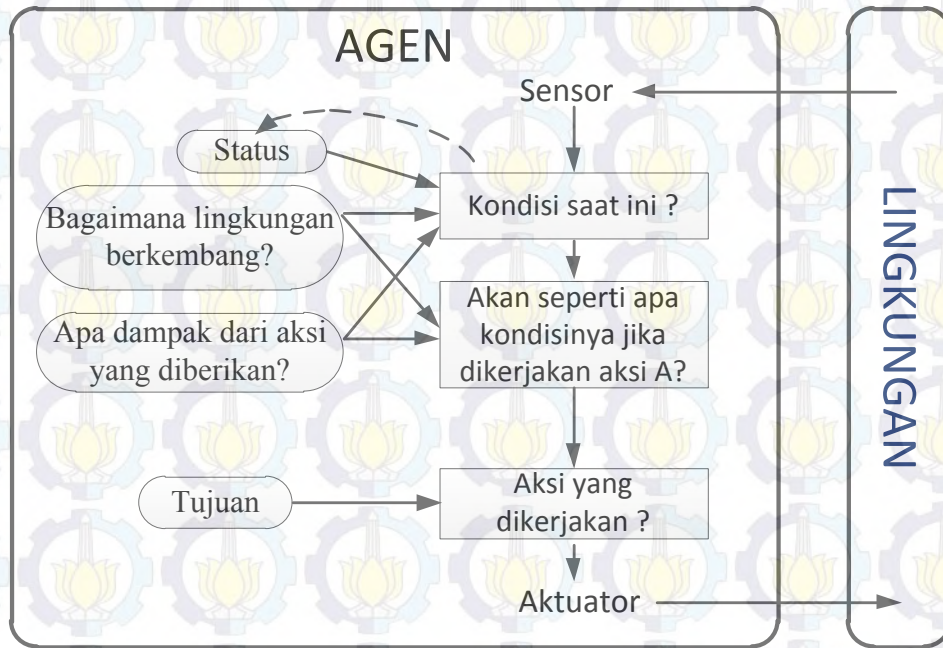 AGEN
Sensor
Status
Kondisi saat ini ?
Bagaimana lingkungan
berkembang?
Akan seperti apa
kondisinya jika
dikerjakan aksi A?
Apa dampak dari aksi
yang diberikan?
Tujuan
Aksi yang
dikerjakan ?
Aktuator
LINGKUNGAN